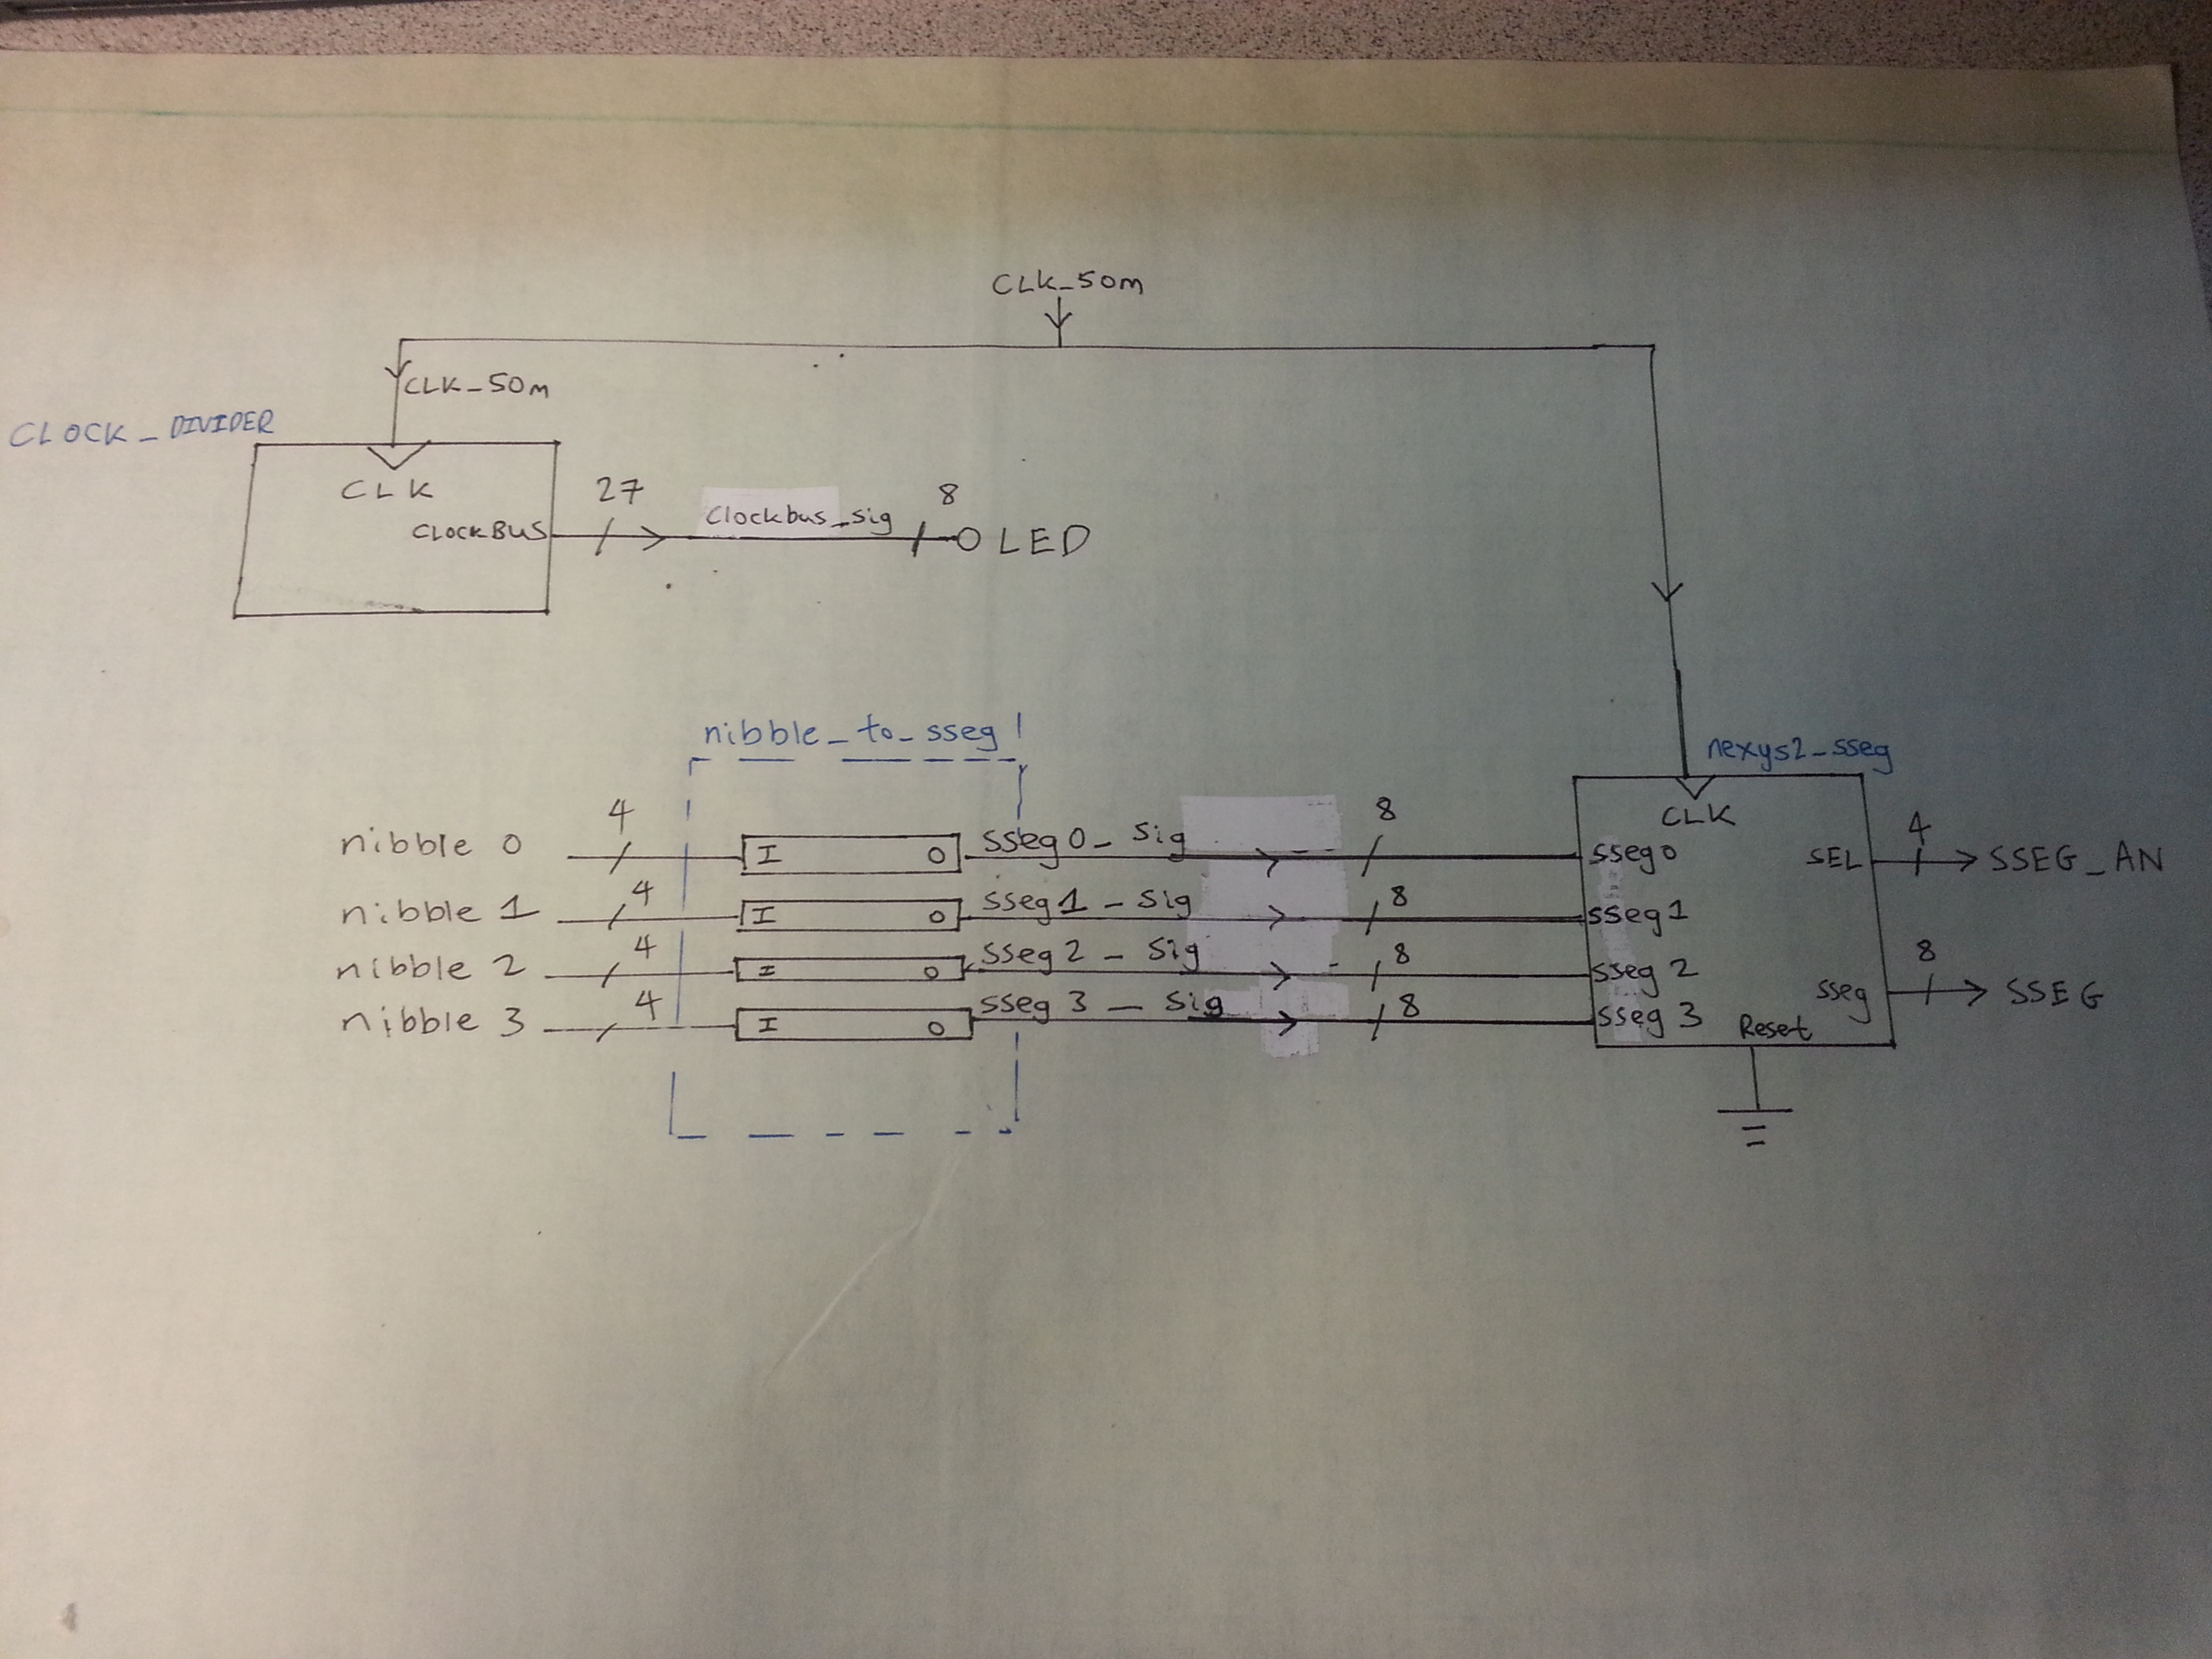 CLK_50m
CLK_50m
CLOCK_DIVIDER
CLK
CLOCKBUS
27
clockbus_sig
8
LED
nibble_to_sseg
nexys2_sseg
CLK
nibble 0
4
I
O
sseg0_sig
8
sseg0
SEL
4
SSEG_AN
nibble 1
4
I
O
sseg1_sig
8
sseg1
nibble 2
4
I
O
sseg2_sig
8
sseg 2
sseg
8
SSEG
nibble 3
4
I
O
sseg 3_sig
8
sseg 3
Reset